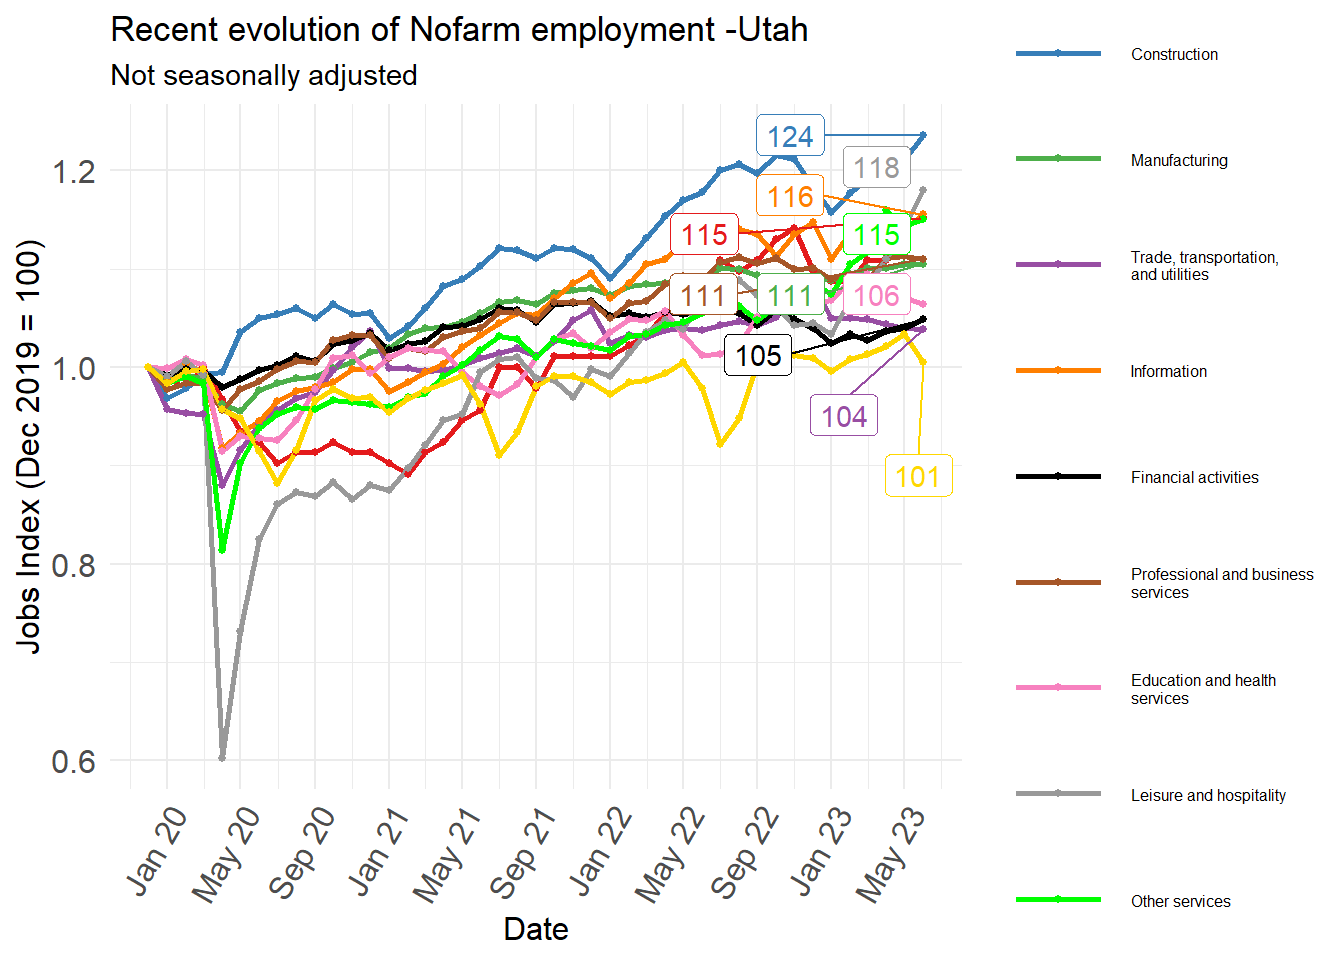 Recent evolution of Nofarm employment -Utah
Not seasonally adjusted
Jobs Index (Dec 2019 = 100)
1.2
1.0
0.8
0.6
124
118
116
115
115
111
111
106
105
104
101
Jan 20
May 20
Sep 20
Jan 21
May 21
Sep 21
Jan 22
May 22
Sep 22
Jan 23
May 23
Date
Construction
Manufacturing
Trade, transportation,
and utilities
Information
Financial activities
Professional and business
services
Education and health
services
Leisure and hospitality
Other services